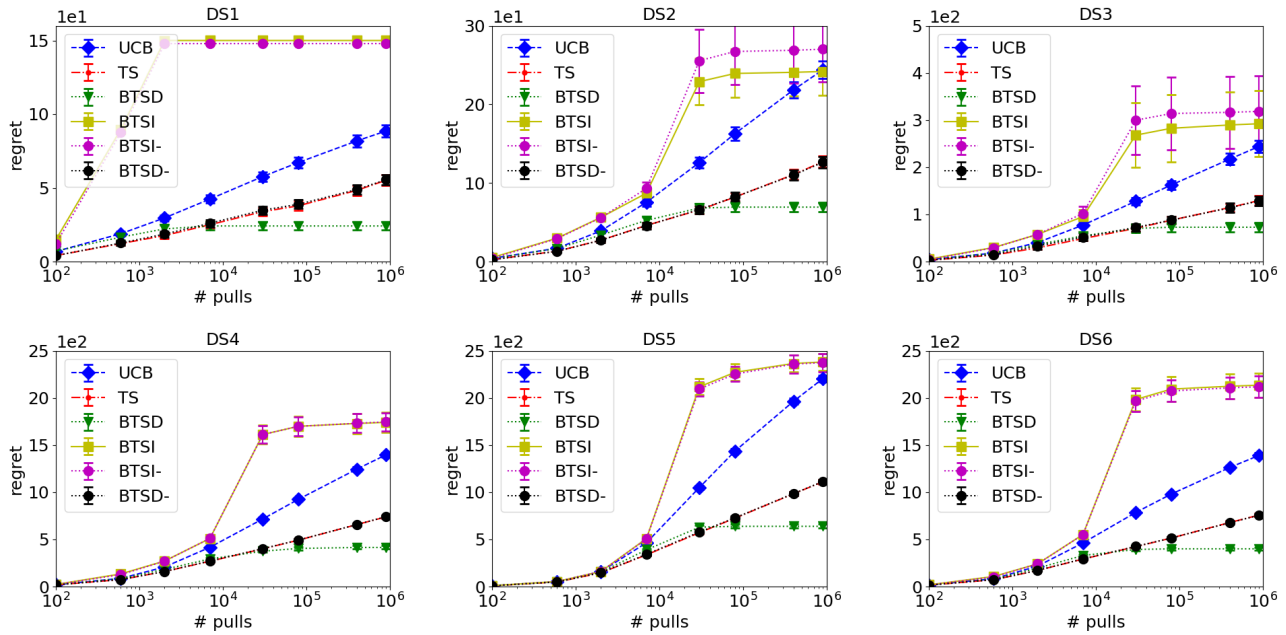 DS1
1e1
15
10
5
0
regret
10^2 10^3 10^4 10^5 10^6
# pulls
UCB
TS
BTSD
BTSI
BTSI-
BTSD-
DS2
1e1
30
20
10
0
regret
10^2 10^3 10^4 10^5 10^6
# pulls
UCB
TS
BTSD
BTSI
BTSI-
BTSD-
DS3
1e2
5
4
3
2
1
0
regret
10^2 10^3 10^4 10^5 10^6
# pulls
UCB
TS
BTSD
BTSI
BTSI-
BTSD-
DS4
1e2
25
20
15
10
5
0
regret
10^2 10^3 10^4 10^5 10^6
# pulls
UCB
TS
BTSD
BTSI
BTSI-
BTSD-
DS5
1e2
25
20
15
10
5
0
regret
10^2 10^3 10^4 10^5 10^6
# pulls
UCB
TS
BTSD
BTSI
BTSI-
BTSD-
DS6
1e2
25
20
15
10
5
0
regret
10^2 10^3 10^4 10^5 10^6
# pulls
UCB
TS
BTSD
BTSI
BTSI-
BTSD-